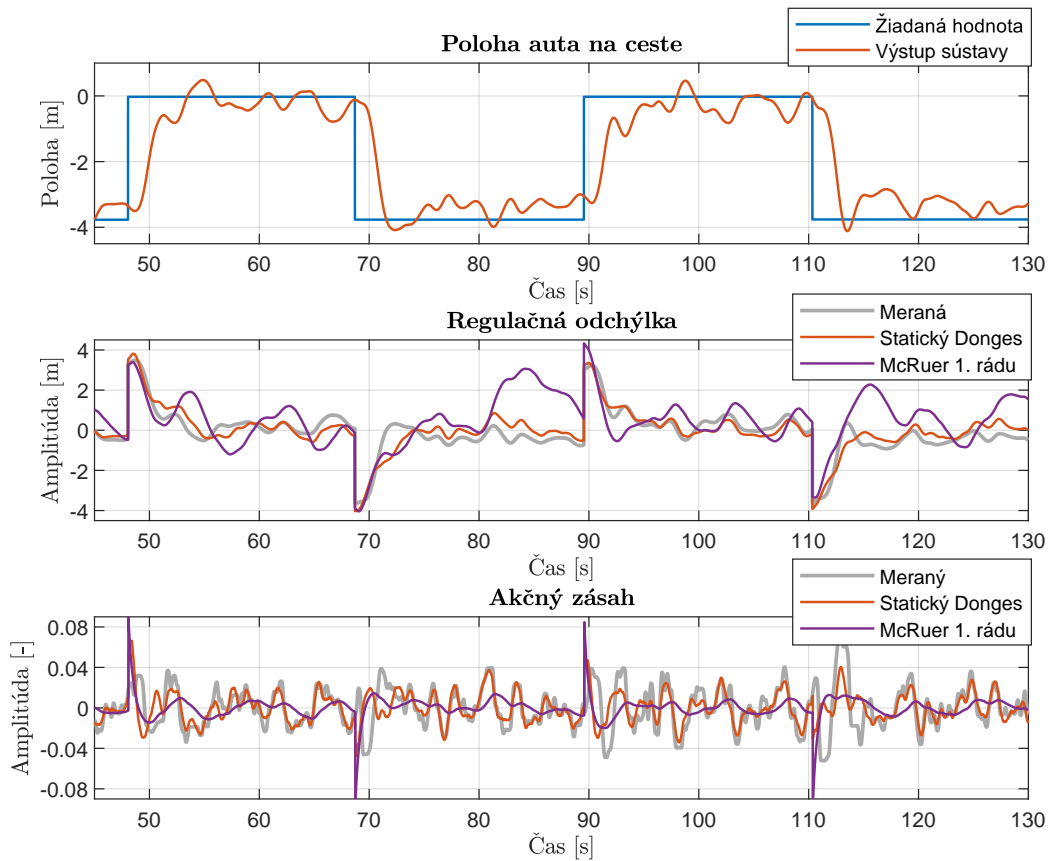 Poloha auta na ceste
Žiadaná hodnota
Výstup sústavy
Poloha [m]
0
-2
-4
50 60 70 80 90 100 110 120 130
Čas [s]
Regulačná odchýlka
Meraná
Statický Donges
McRuer 1. rádu
Amplitúda [m]
4
2
0
-2
-4
50 60 70 80 90 100 110 120 130
Čas [s]
Akčný zásah
Meraný
Statický Donges
McRuer 1. rádu
Amplitúda [-]
0.08
0.04
0
-0.04
-0.08
50 60 70 80 90 100 110 120 130
Čas [s]